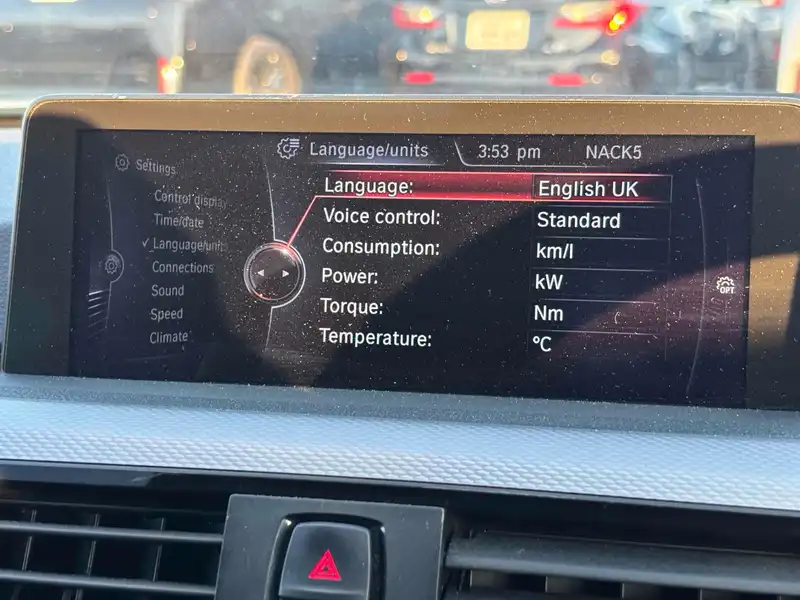 Language/units 3:53 pm NACK5
Settings
Control display
Time/date
Language/units
Connections
Sound
Speed
Climate
Language: English UK
Voice control: Standard
Consumption: km/l
Power: kW
Torque: Nm
Temperature: °C
OPT